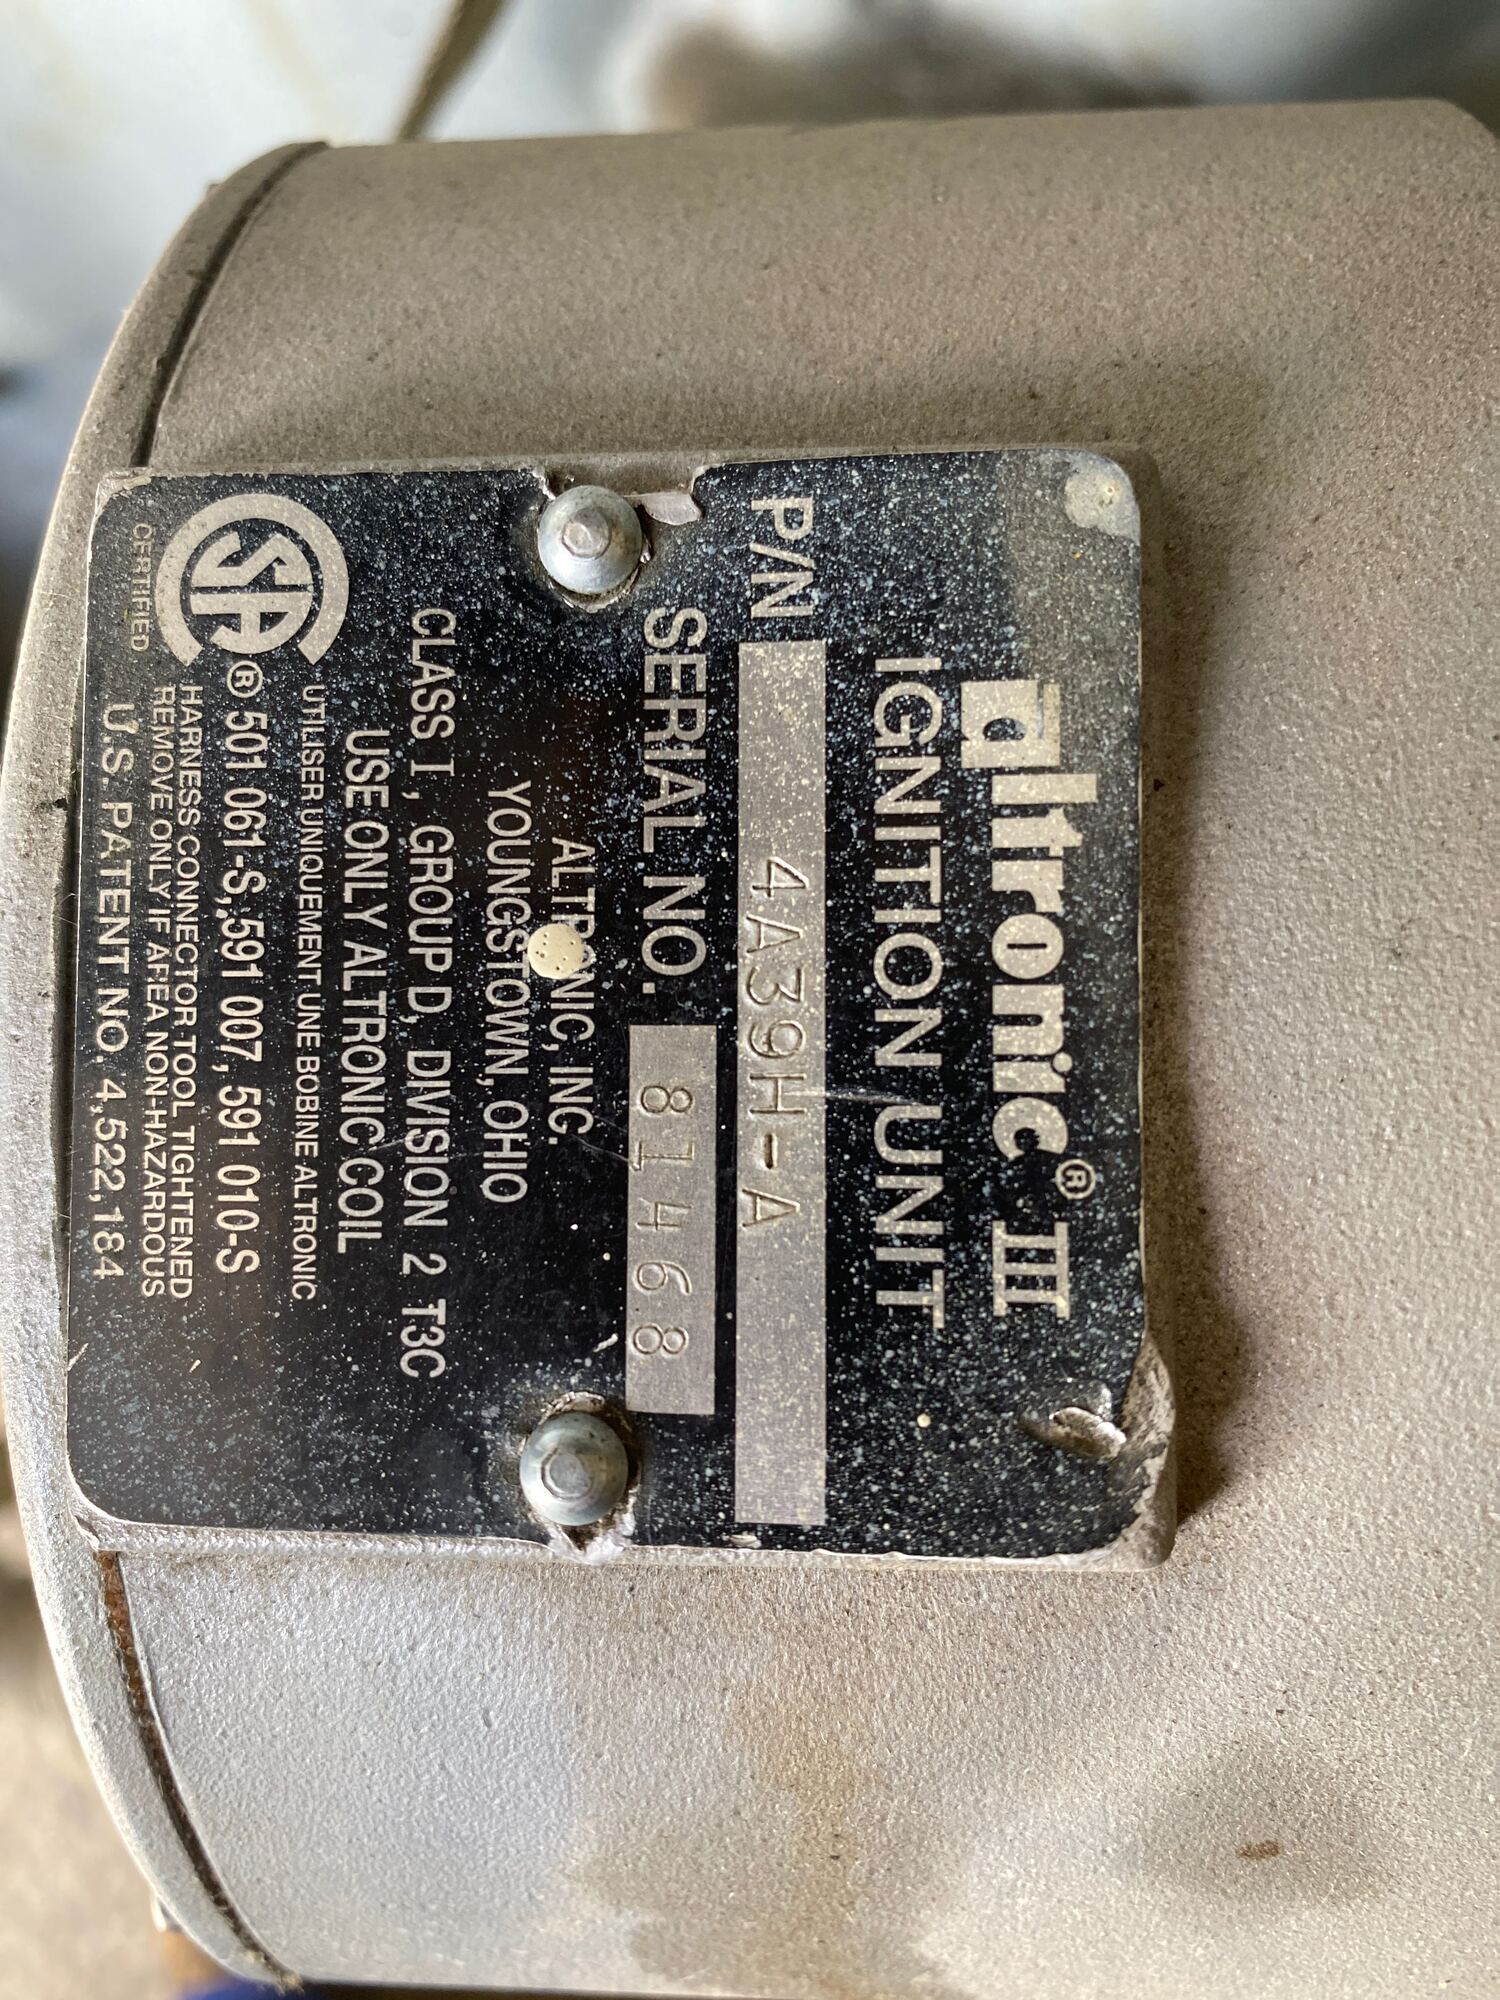 altronic® III
IGNITION UNIT
P/N 4A39H-A
SERIAL NO. 81468
ALTRONIC, INC.
YOUNGSTOWN, OHIO
CLASS I, GROUP D, DIVISION 2 T3C
USE ONLY ALTRONIC COIL
UTILISER UNIQUEMENT UNE BOBINE ALTRONIC
SA® 501 061-S, 591 007, 591 010-S
CERTIFIED
HARNESS CONNECTOR TOOL TIGHTENED
REMOVE ONLY IF AREA NON-HAZARDOUS
U.S. PATENT NO. 4,522,184